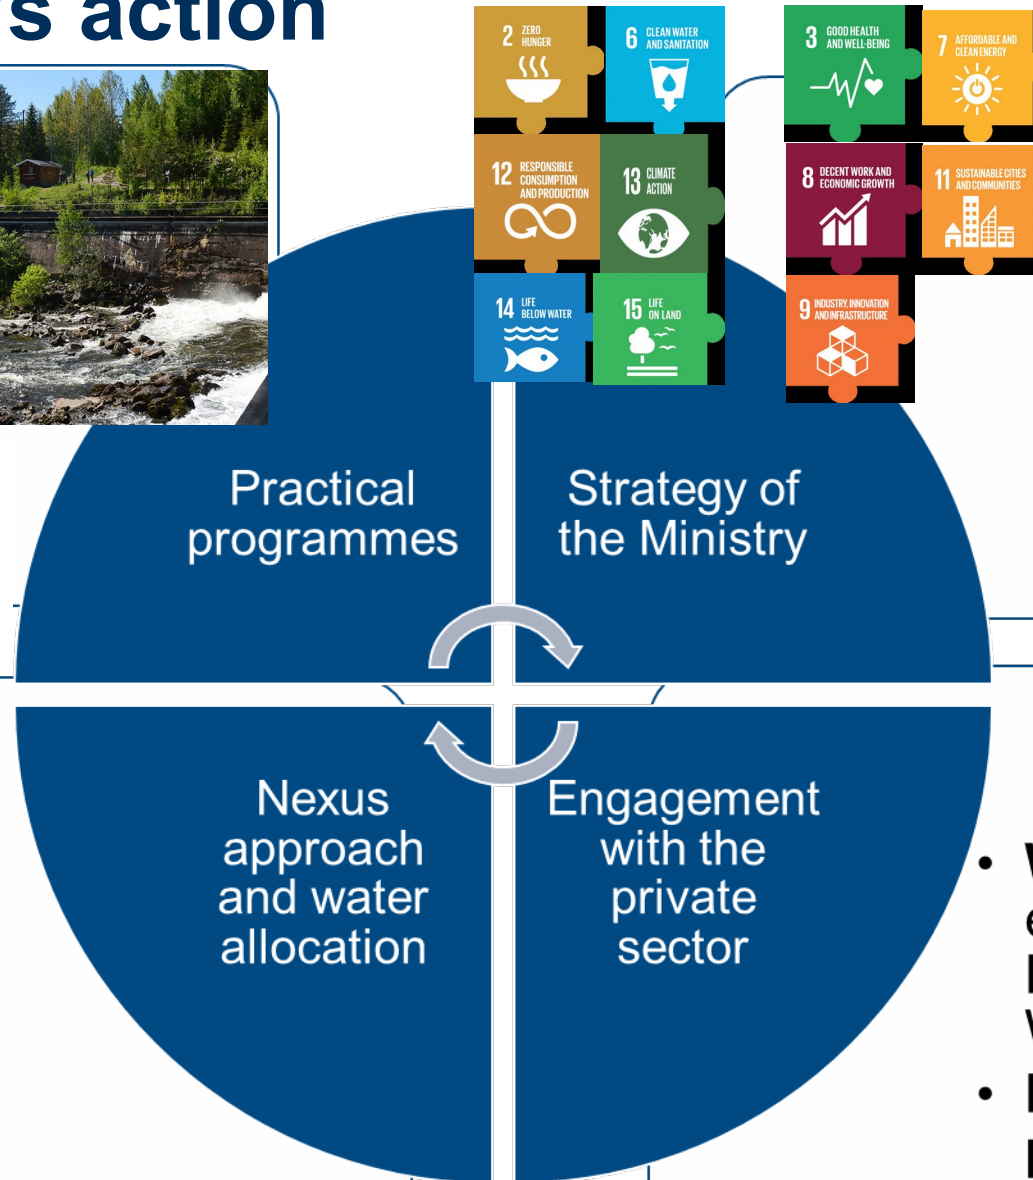 's action
2 ZERO
HUNGER
6 CLEAN WATER
AND SANITATION
3 GOOD HEALTH
AND WELL-BEING
7 AFFORDABLE AND
CLEAN ENERGY
12 RESPONSIBLE
CONSUMPTION
AND PRODUCTION
13 CLIMATE
ACTION
8 DECENT WORK AND
ECONOMIC GROWTH
11 SUSTAINABLE CITIES
AND COMMUNITIES
14 LIFE
BELOW WATER
15 LIFE
ON LAND
9 INDUSTRY, INNOVATION
AND INFRASTRUCTURE
Practical
programmes
Strategy of
the Ministry
Nexus
approach
and water
allocation
Engagement
with the
private
sector